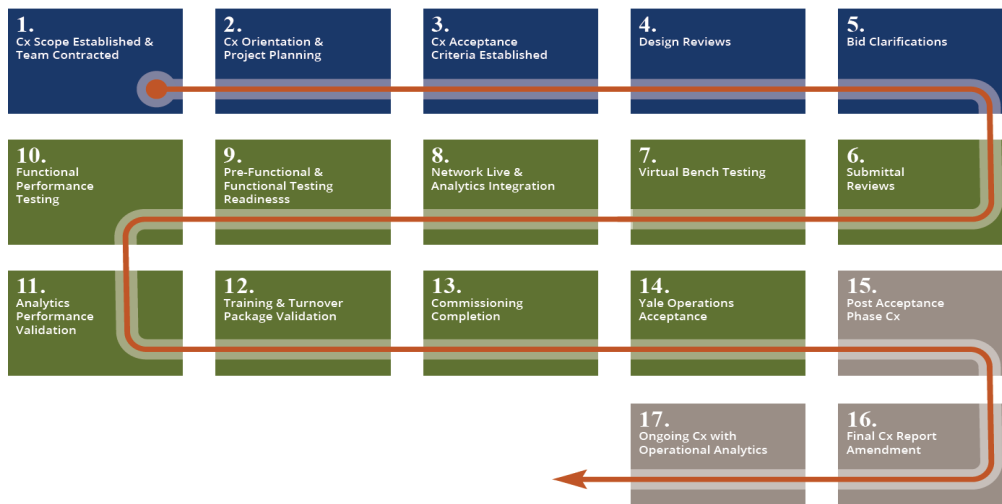 1.
Cx Scope Established &
Team Contracted
2.
Cx Orientation &
Project Planning
3.
Cx Acceptance
Criteria Established
4.
Design Reviews
5.
Bid Clarifications
6.
Submittal
Reviews
7.
Virtual Bench Testing
8.
Network Live &
Analytics Integration
9.
Pre-Functional &
Functional Testing
Readinesss
10.
Functional
Performance
Testing
11.
Analytics
Performance
Validation
12.
Training & Turnover
Package Validation
13.
Commissioning
Completion
14.
Yale Operations
Acceptance
15.
Post Acceptance
Phase Cx
16.
Final Cx Report
Amendment
17.
Ongoing Cx with
Operational Analytics